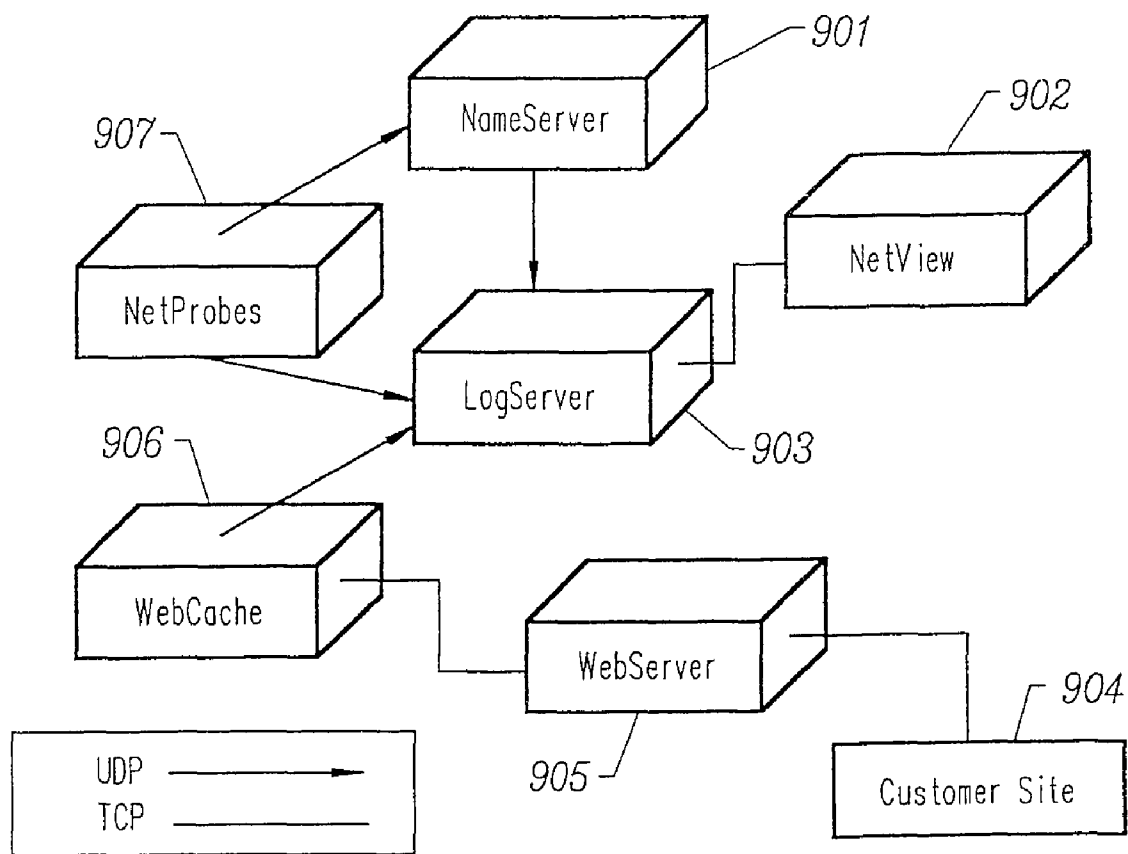 901
NameServer
902
907
NetView
NetProbes
LogServer
903
906
WebCache
WebServer
904
905
Customer Site
UDP
TCP